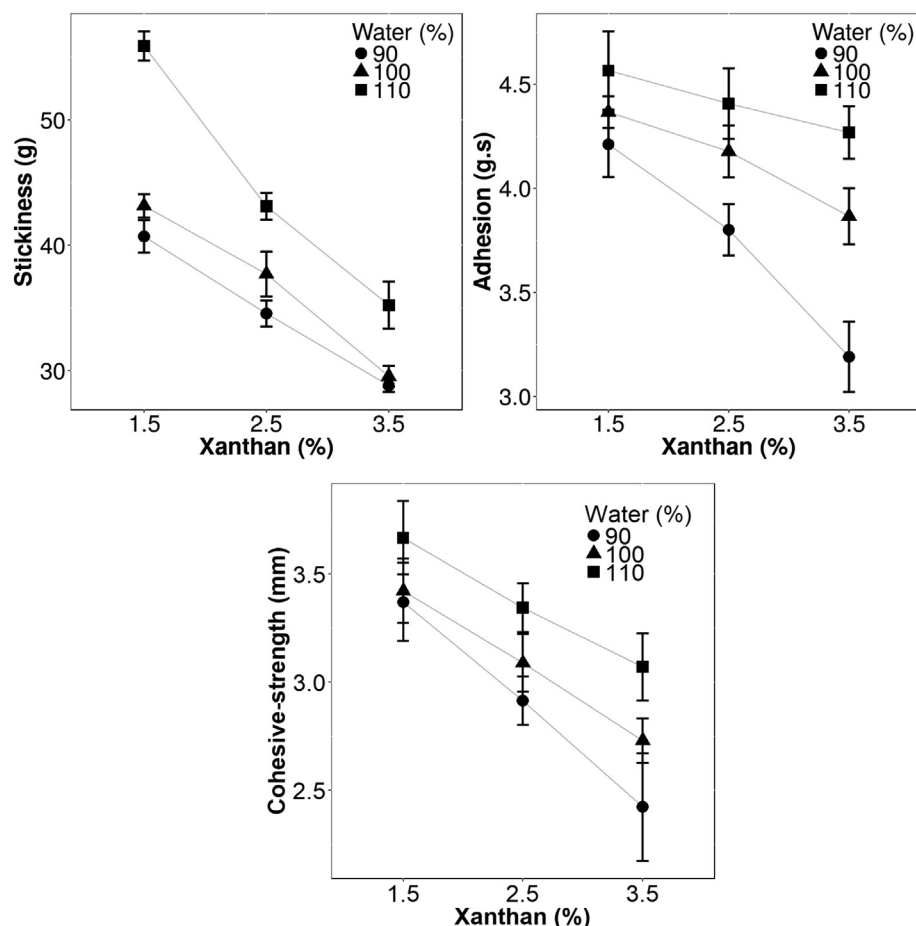 Water (%)
90
100
110
50
40
30
Stickiness (g)
1.5 2.5 3.5
Xanthan (%)
Water (%)
90
100
110
4.5
4.0
3.5
3.0
Adhesion (g.s)
1.5 2.5 3.5
Xanthan (%)
Water (%)
90
100
110
3.5
3.0
2.5
Cohesive-strength (mm)
1.5 2.5 3.5
Xanthan (%)